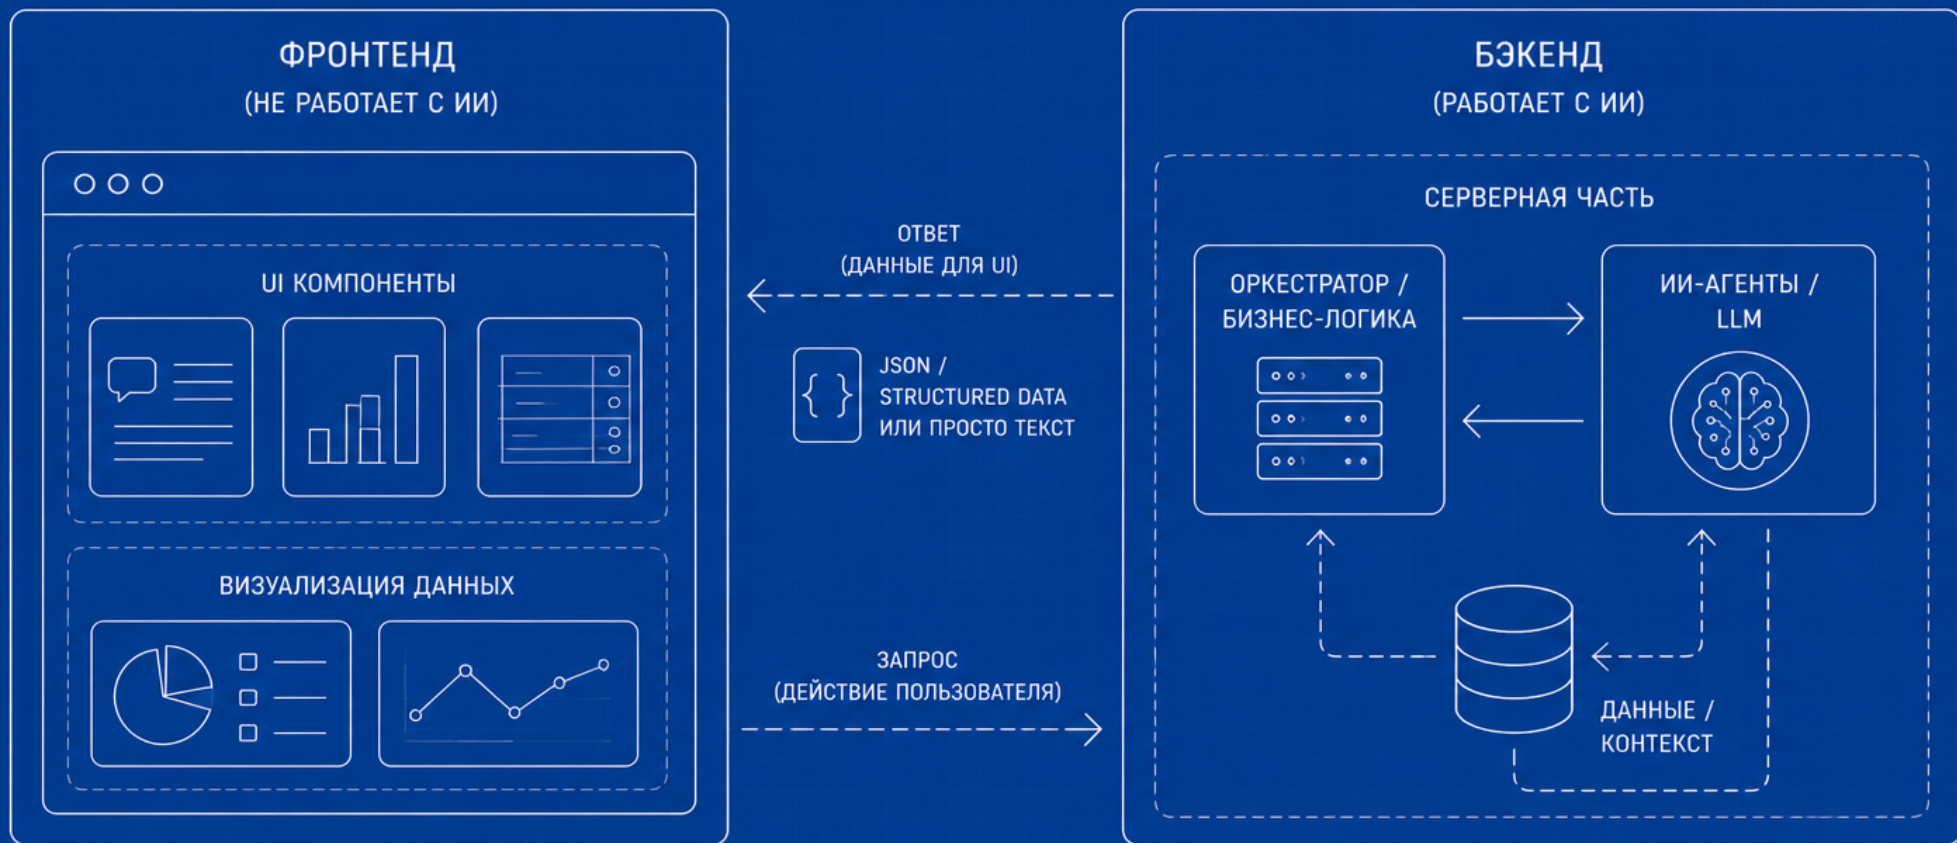 ФРОНТЕНД
(НЕ РАБОТАЕТ С ИИ)
UI КОМПОНЕНТЫ
ВИЗУАЛИЗАЦИЯ ДАННЫХ
ОТВЕТ
(ДАННЫЕ ДЛЯ UI)
{ }
JSON /
STRUCTURED DATA
ИЛИ ПРОСТО ТЕКСТ
ЗАПРОС
(ДЕЙСТВИЕ ПОЛЬЗОВАТЕЛЯ)
БЭКЕНД
(РАБОТАЕТ С ИИ)
СЕРВЕРНАЯ ЧАСТЬ
ОРКЕСТРАТОР /
БИЗНЕС-ЛОГИКА
ИИ-АГЕНТЫ /
LLM
ДАННЫЕ /
КОНТЕКСТ